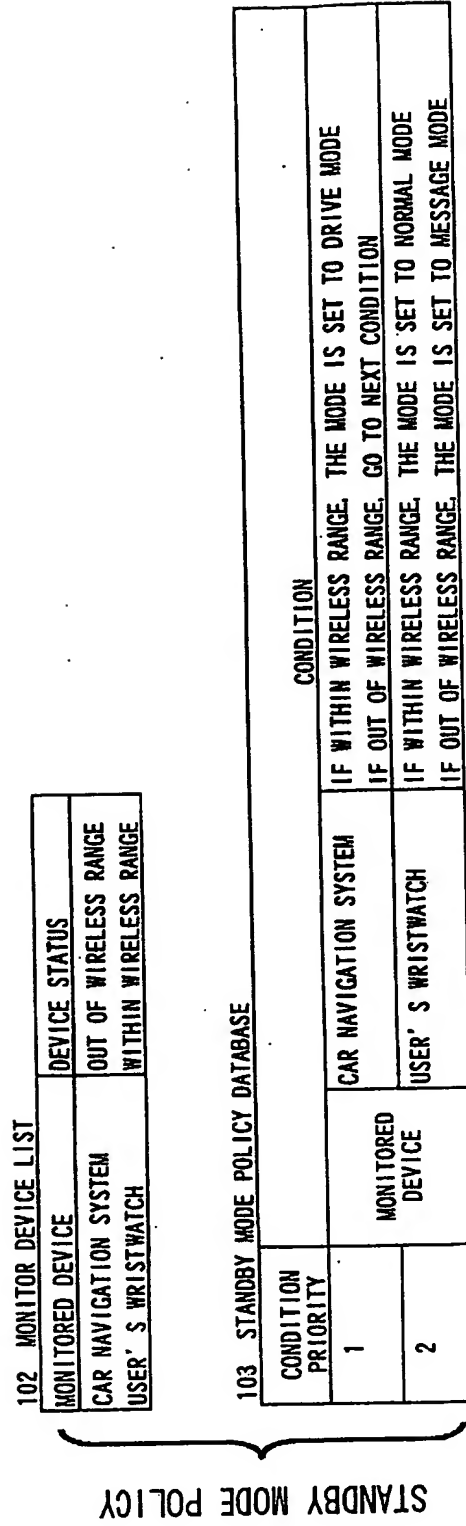 STANDBY MODE POLICY
102 MONITOR DEVICE LIST
MONITORED DEVICE DEVICE STATUS
CAR NAVIGATION SYSTEM OUT OF WIRELESS RANGE
USER' S WRISTWATCH WITHIN WIRELESS RANGE
103 STANDBY MODE POLICY DATABASE
CONDITION
PRIORITY
CONDITION
1
MONITORED
DEVICE
CAR NAVIGATION SYSTEM
IF WITHIN WIRELESS RANGE, THE MODE IS SET TO DRIVE MODE
IF OUT OF WIRELESS RANGE, GO TO NEXT CONDITION
2
USER' S WRISTWATCH
IF WITHIN WIRELESS RANGE, THE MODE IS SET TO NORMAL MODE
IF OUT OF WIRELESS RANGE, THE MODE IS SET TO MESSAGE MODE